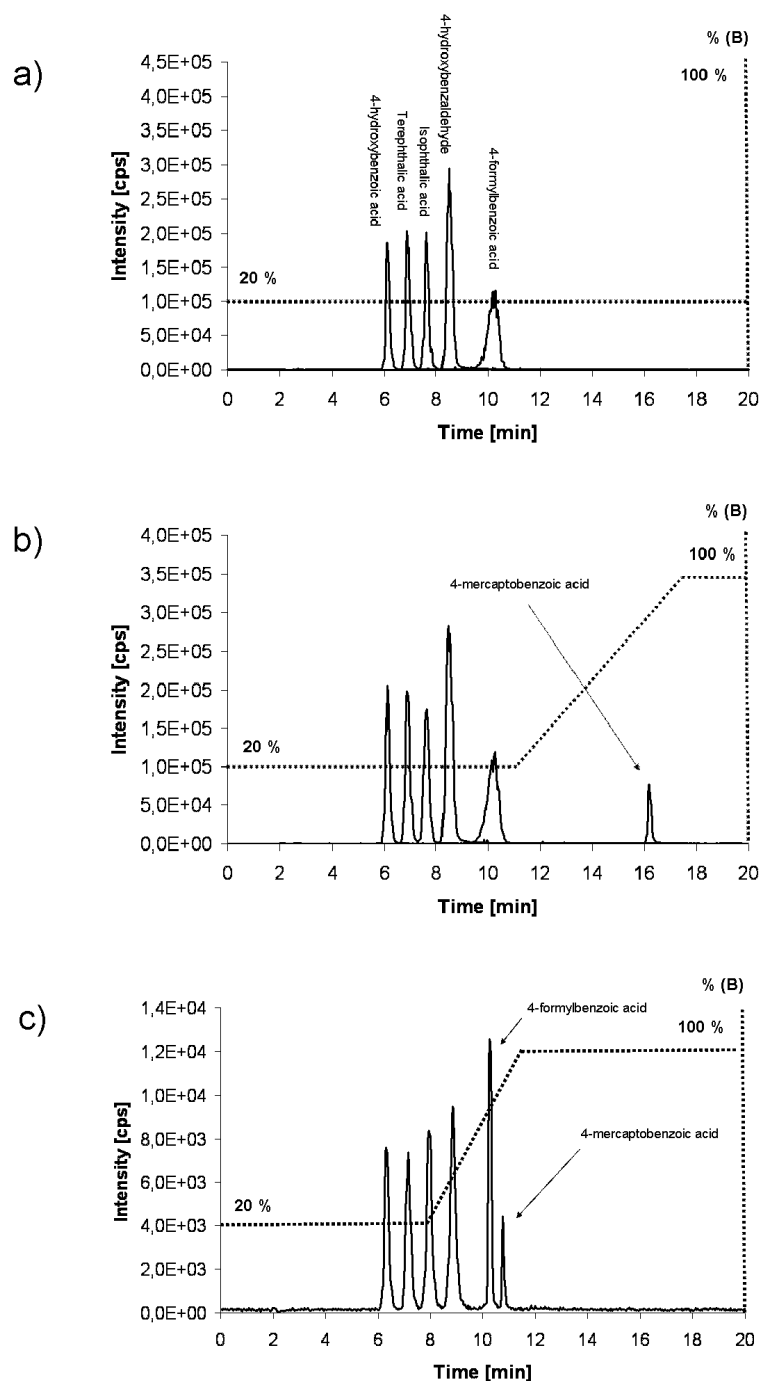 a)
% (B)
100 %
4,5E+05
4,0E+05
3,5E+05
3,0E+05
2,5E+05
2,0E+05
1,5E+05
1,0E+05
5,0E+04
0,0E+00
Intensity [cps]
4-hydroxybenzoic acid
Terephthalic acid
Isophthalic acid
4-hydroxybenzaldehyde
4-formylbenzoic acid
20 %
0 2 4 6 8 10 12 14 16 18 20
Time [min]
b)
% (B)
100 %
4,0E+05
3,5E+05
3,0E+05
2,5E+05
2,0E+05
1,5E+05
1,0E+05
5,0E+04
0,0E+00
Intensity [cps]
4-mercaptobenzoic acid
20 %
0 2 4 6 8 10 12 14 16 18 20
Time [min]
c)
% (B)
100 %
1,4E+04
1,2E+04
1,0E+04
8,0E+03
6,0E+03
4,0E+03
2,0E+03
0,0E+00
Intensity [cps]
4-formylbenzoic acid
4-mercaptobenzoic acid
20 %
0 2 4 6 8 10 12 14 16 18 20
Time [min]